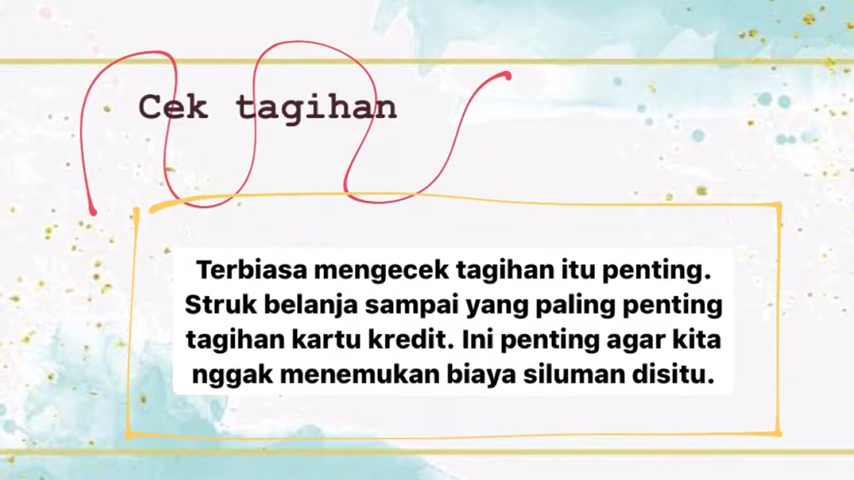 Cek tagihan
Terbiasa mengecek tagihan itu penting.
Struk belanja sampai yang paling penting
tagihan kartu kredit. Ini penting agar kita
nggak menemukan biaya siluman disitu.